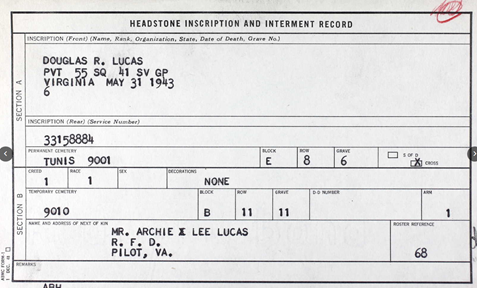 HEADSTONE INSCRIPTION AND INTERMENT RECORD
INSCRIPTION (Front) (Name, Rank, Organization, State, Date of Death, Grave No.)
DOUGLAS R. LUCAS
PVT 55 SQ 41 SV GP
VIRGINIA MAY 31 1943
6
SECTION A
INSCRIPTION (Rear) (Service Number)
33158884
PERMANENT CEMETERY BLOCK ROW GRAVE
TUNIS 9001 E 8 6
X CROSS
CREED RACE SEX DECORATIONS
1 1 NONE
SECTION B
TEMPORARY CEMETERY BLOCK ROW GRAVE D-D NUMBER
9010 B 11 11 1
NAME AND ADDRESS OF NEXT OF KIN ROSTER REFERENCE
MR. ARCHIE X LEE LUCAS
R. F. D.
PILOT, VA. 68
REMARKS